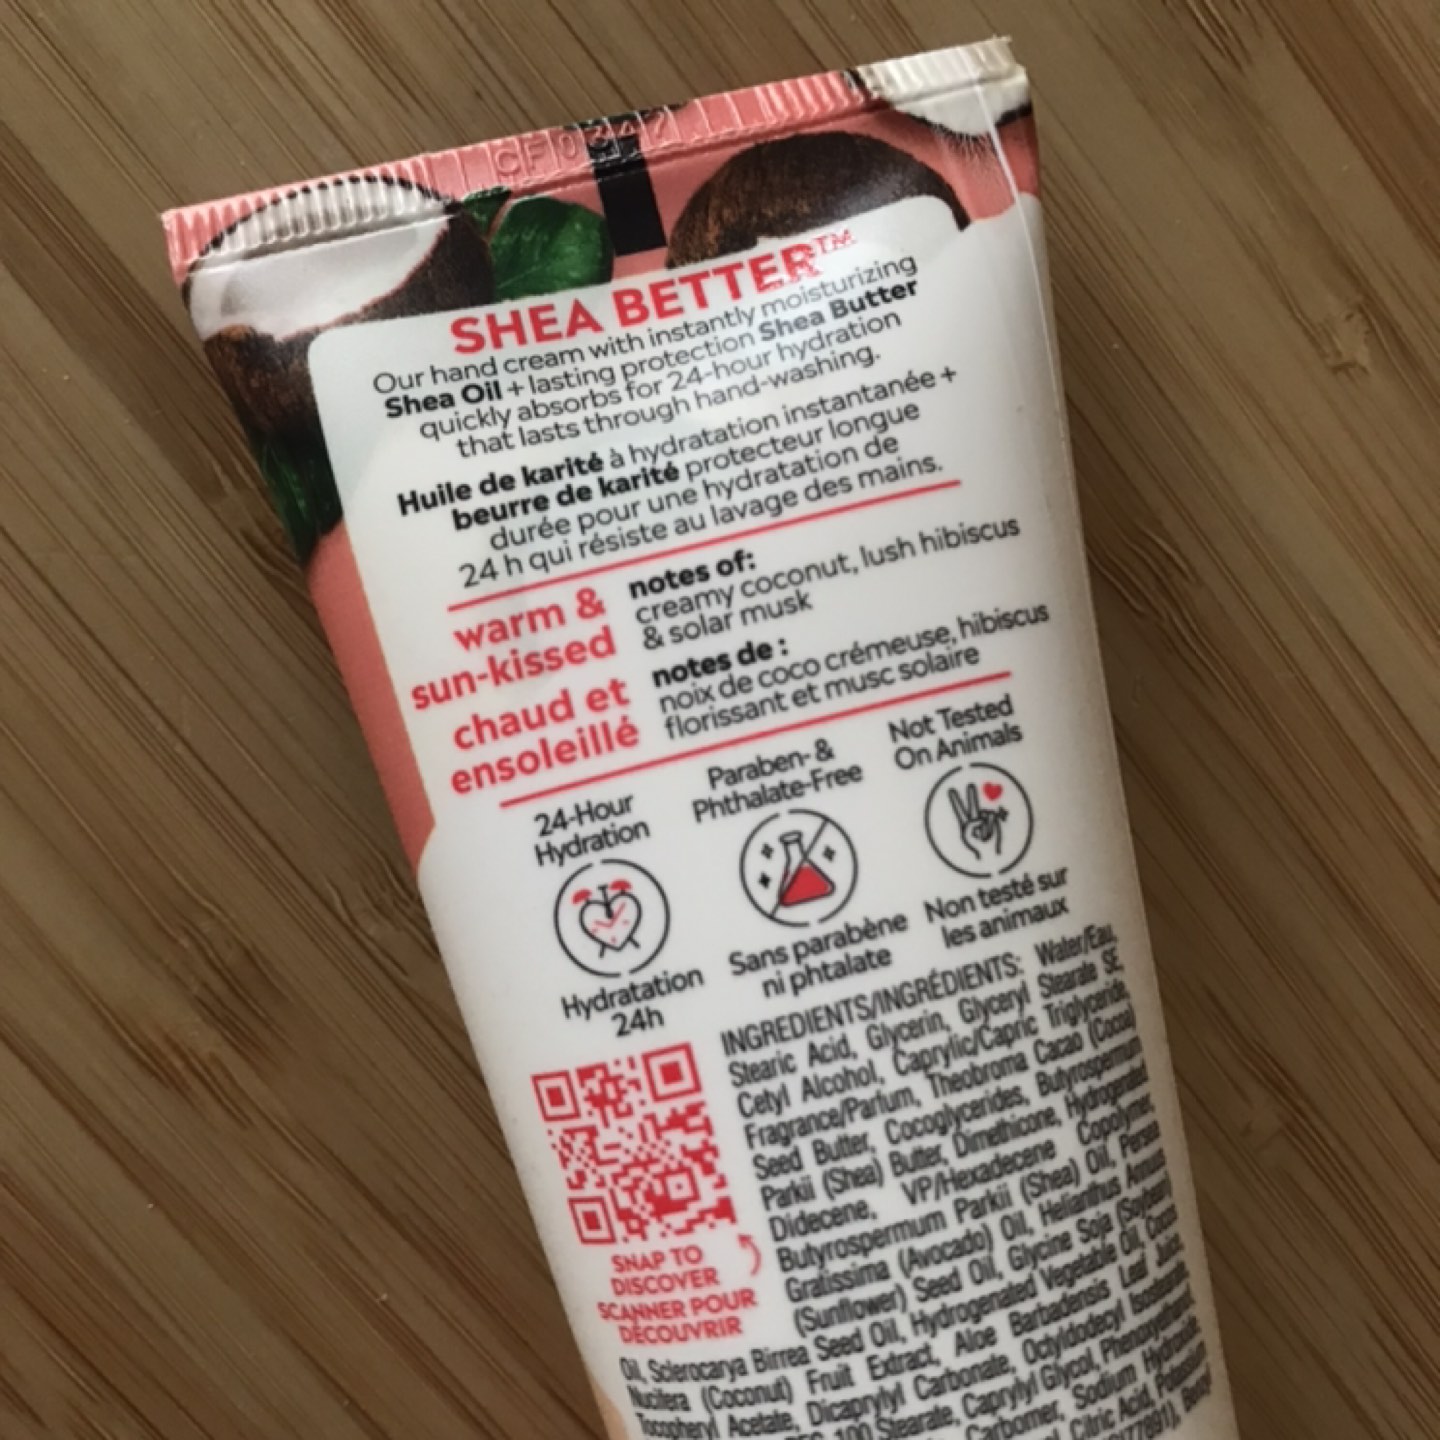 CF0347
SHEA BETTER™
Our hand cream with instantly moisturizing
Shea Oil + lasting protection Shea Butter
quickly absorbs for 24-hour hydration
that lasts through hand-washing.
Huile de karité à hydratation instantanée +
beurre de karité protecteur longue
durée pour une hydratation de
24 h qui résiste au lavage des mains.
warm &
sun-kissed
chaud et
ensoleillé
notes of:
creamy coconut, lush hibiscus
& solar musk
notes de :
noix de coco crémeuse, hibiscus
florissant et musc solaire
24-Hour
Hydration
Hydratation
24h
Paraben- &
Phthalate-Free
Sans parabène
ni phtalate
Not Tested
On Animals
Non testé sur
les animaux
SNAP TO
DISCOVER
SCANNER POUR
DÉCOUVRIR
INGREDIENTS/INGRÉDIENTS: Water/Eau,
Stearic Acid, Glycerin, Glyceryl Stearate SE,
Cetyl Alcohol, Caprylic/Capric Triglyceride,
Fragrance/Parfum, Theobroma Cacao (Cocoa)
Seed Butter, Cocoglycerides, Butyrospermum
Parkii (Shea) Butter, Dimethicone, Hydrogenated
Didecene, VP/Hexadecene Copolymer,
Butyrospermum Parkii (Shea) Oil, Persea
Gratissima (Avocado) Oil, Helianthus Annuus
(Sunflower) Seed Oil, Glycine Soja (Soybean)
Oil, Sclerocarya Birrea Seed Oil, Hydrogenated Vegetable Oil, Cocos
Nucifera (Coconut) Fruit Extract, Aloe Barbadensis Leaf Juice,
Tocopheryl Acetate, Dicaprylyl Carbonate, Octyldodecyl Isostearate,
100 Stearate, Caprylyl Glycol, Phenoxyethanol,
Carbomer, Sodium Hydroxide,
Citric Acid, Potassium